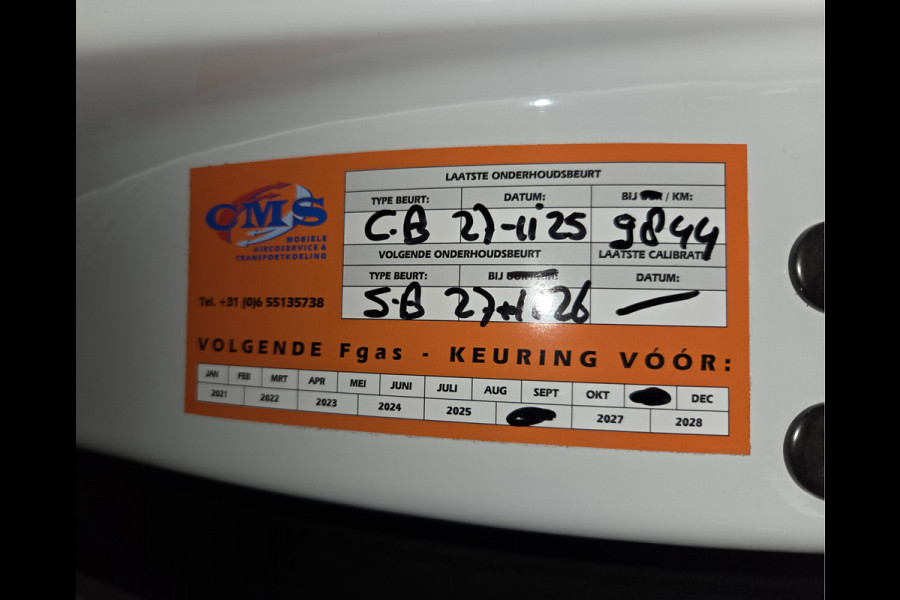 LAATSTE ONDERHOUDSBEURT
TYPE BEURT: DATUM: BIJ / KM:
C.B 27-11-25 9844
CMS
MOBIELE
AIRCOSERVICE &
TRANSPORTKOELING
VOLGENDE ONDERHOUDSBEURT LAATSTE CALIBRATI
TYPE BEURT: BIJ DATUM:
S.B 27-11-26 —
Tel. +31 (0)6 55135738
VOLGENDE Fgas - KEURING VÓÓR:
JAN FEB MRT APR MEI JUNI JULI AUG SEPT OKT DEC
2021 2022 2023 2024 2025 2027 2028